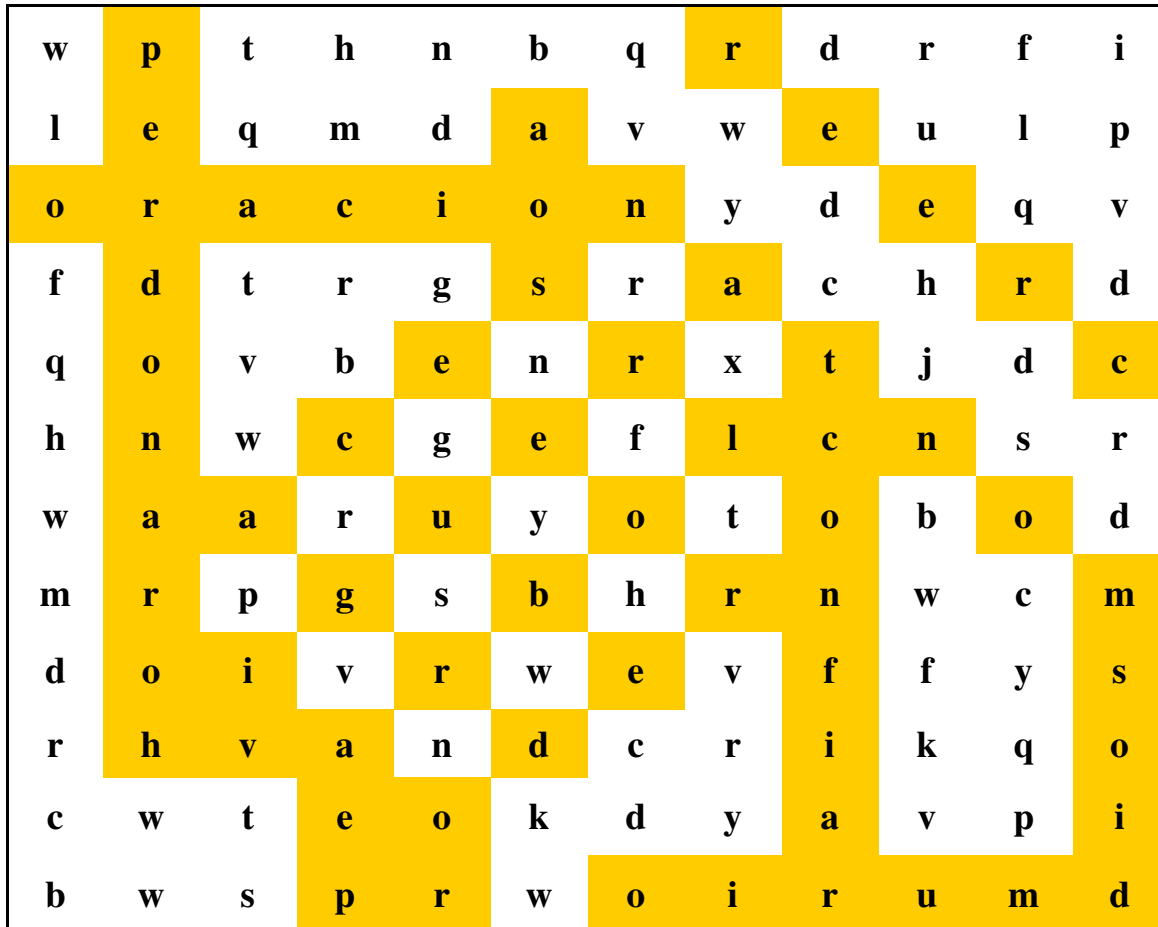 w p t h n b q r d r f i
l e q m d a v w e u l p
o r a c i o n y d e q v
f d t r g s r a c h r d
q o v b e n r x t j d c
h n w c g e f l c n s r
w a a r u y o t o b o d
m r p g s b h r n w c m
d o i v r w e v f f y s
r h v a n d c r i k q o
c w t e o k d y a v p i
b w s p r w o i r u m d